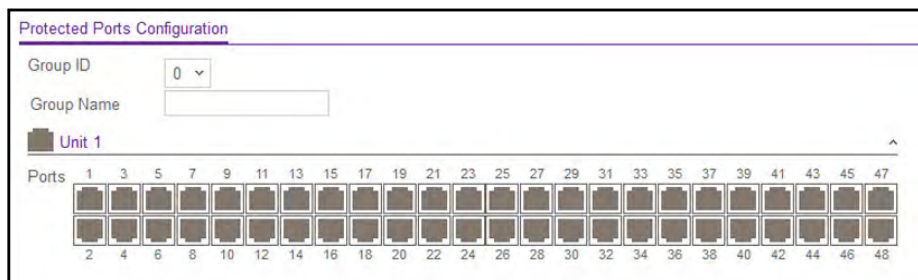 Protected Ports Configuration
Group ID 0
Group Name
Unit 1
Ports 1 3 5 7 9 11 13 15 17 19 21 23 25 27 29 31 33 35 37 39 41 43 45 47
2 4 6 8 10 12 14 16 18 20 22 24 26 28 30 32 34 36 38 40 42 44 46 48